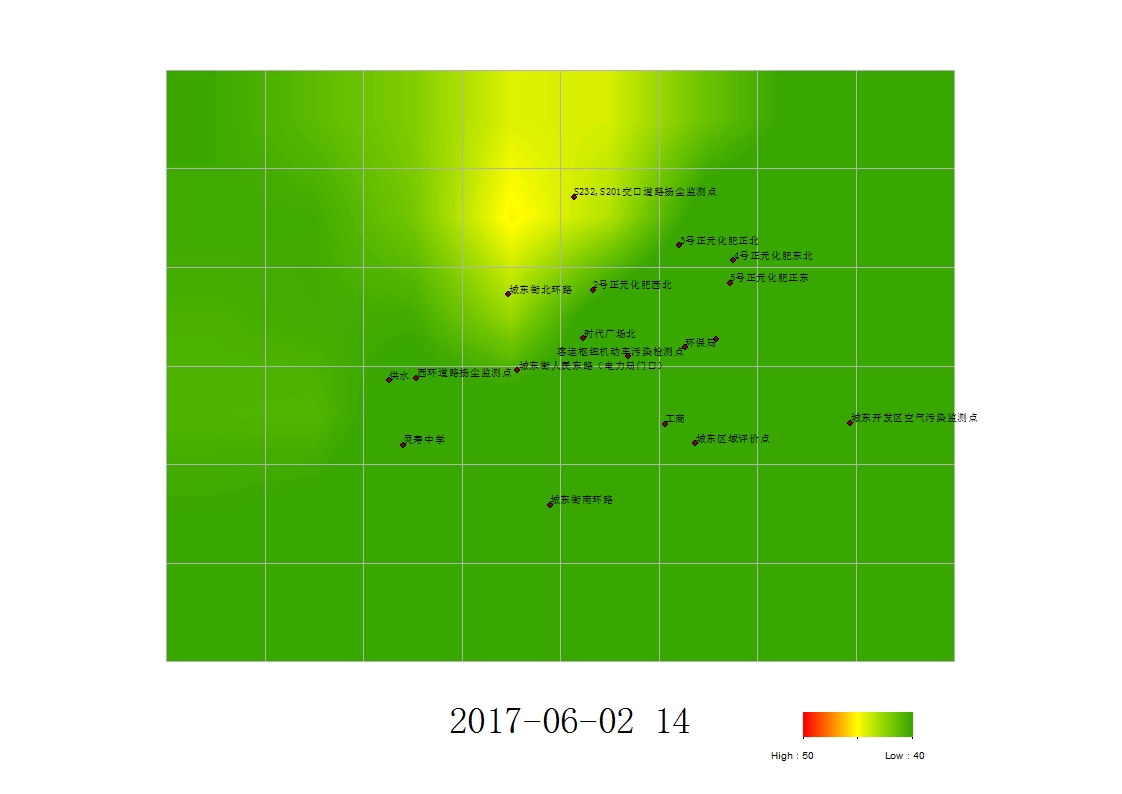 S232,S201交口道路扬尘监测点
3号正元化肥正北
4号正元化肥东北
5号正元化肥正东
2号正元化肥西北
城东街北环路
时代广场北
环保局
客运枢纽机动车污染检测点
城东街人民东路（电力局门口）
供水
西环道路扬尘监测点
工商
城东开发区空气污染监测点
城东区域评价点
灵寿中学
城东街南环路
2017-06-02 14
High : 50
Low : 40